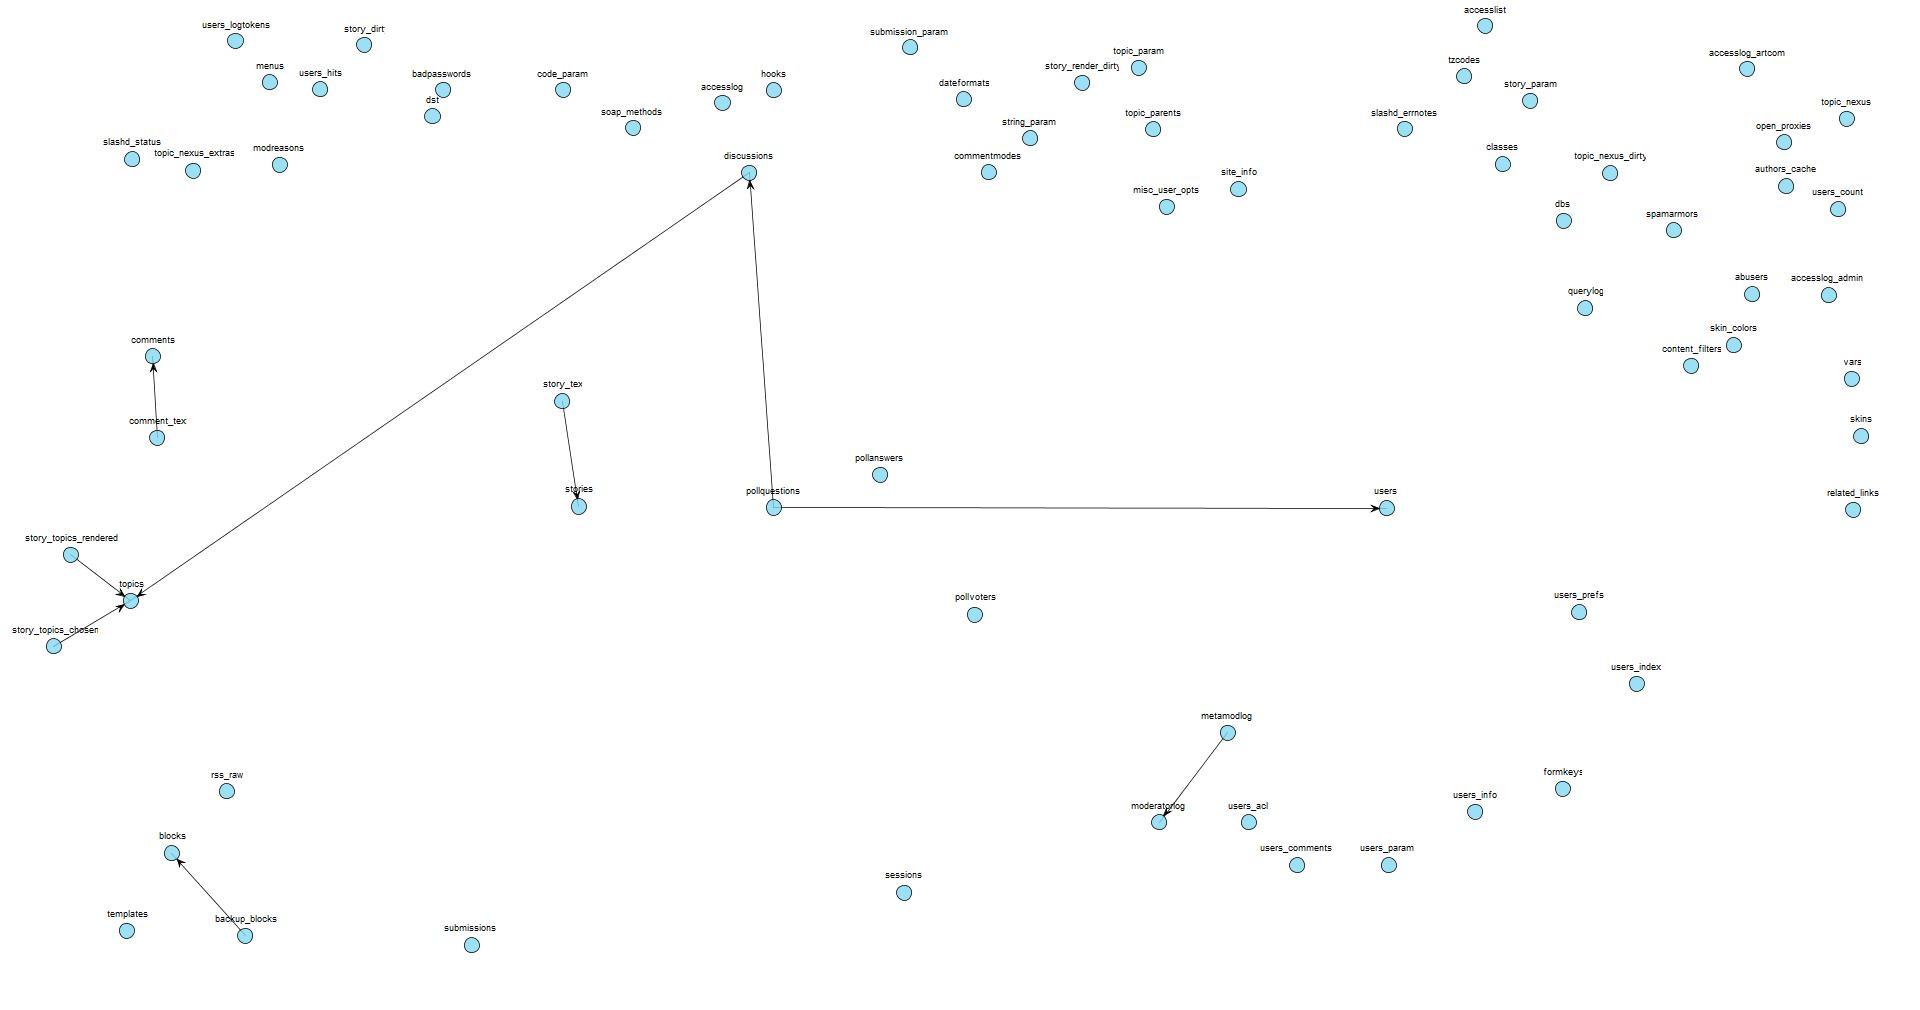 accesslist
users_logtokens
story_dirt
submission_param
topic_param
accesslog_artcom
tzcodes
menus
users_hits
story_render_dirty
badpasswords
code_param
hooks
dateformats
story_param
accesslog
dst
topic_nexus
soap_methods
topic_parents
slashd_errnotes
string_param
open_proxies
slashd_status
modreasons
classes
topic_nexus_extras
discussions
commentmodes
topic_nexus_dirty
authors_cache
site_info
misc_user_opts
users_count
dbs
spamarmors
abusers
accesslog_admin
querylog
skin_colors
comments
content_filters
vars
story_tex
comment_tex
skins
pollanswers
stories
pollquestions
users
related_links
story_topics_rendered
topics
pollvoters
users_prefs
story_topics_chosen
users_index
metamodlog
rss_raw
formkeys
users_info
moderatorlog
users_acl
blocks
users_comments
users_param
sessions
templates
backup_blocks
submissions